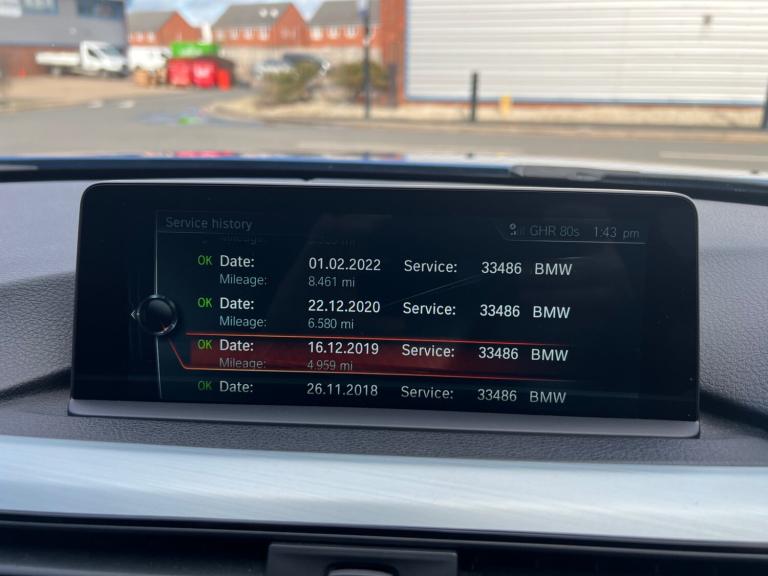 Service history
GHR 80s 1:43 pm
OK Date: 01.02.2022 Service: 33486 BMW
Mileage: 8.461 mi
OK Date: 22.12.2020 Service: 33486 BMW
Mileage: 6.580 mi
OK Date: 16.12.2019 Service: 33486 BMW
Mileage: 4.959 mi
OK Date: 26.11.2018 Service: 33486 BMW